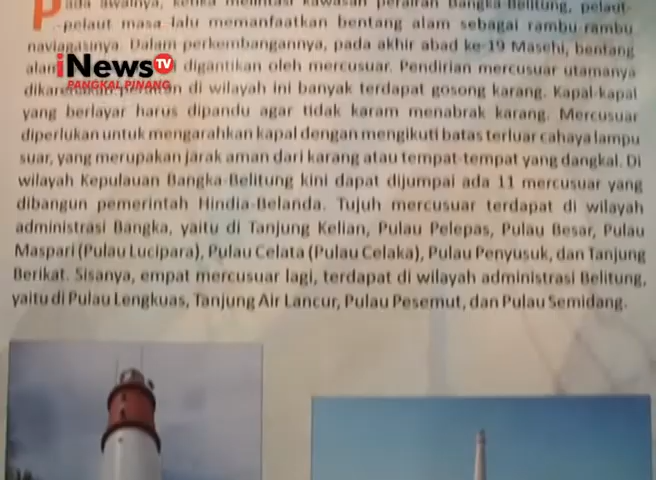 Pada awalnya, ketika melintasi kawasan perairan Bangka-Belitung, pelaut-
-pelaut masa lalu memanfaatkan bentang alam sebagai rambu-rambu
navigasinya. Dalam perkembangannya, pada akhir abad ke-19 Masehi, bentang
alam digantikan oleh mercusuar. Pendirian mercusuar utamanya
iNews TV
PANGKAL PINANG
di wilayah ini banyak terdapat gosong karang. Kapal-kapal
yang berlayar harus dipandu agar tidak karam menabrak karang. Mercusuar
diperlukan untuk mengarahkan kapal dengan mengikuti batas terluar cahaya lampu
suar, yang merupakan jarak aman dari karang atau tempat-tempat yang dangkal. Di
wilayah Kepulauan Bangka-Belitung kini dapat dijumpai ada 11 mercusuar yang
dibangun pemerintah Hindia-Belanda. Tujuh mercusuar terdapat di wilayah
administrasi Bangka, yaitu di Tanjung Kelian, Pulau Pelepas, Pulau Besar, Pulau
Maspari (Pulau Lucipara), Pulau Celata (Pulau Celaka), Pulau Penyusuk, dan Tanjung
Berikat. Sisanya, empat mercusuar lagi, terdapat di wilayah administrasi Belitung,
yaitu di Pulau Lengkuas, Tanjung Air Lancur, Pulau Pesemut, dan Pulau Semidang.